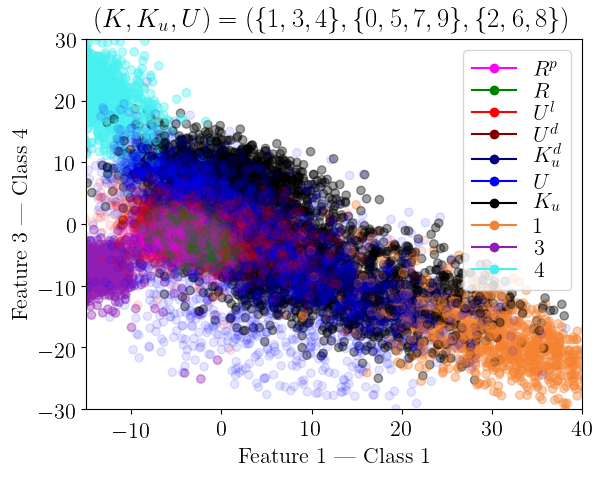 (K, K_u, U) = ({1, 3, 4}, {0, 5, 7, 9}, {2, 6, 8})
30
20
10
0
−10
−20
−30
Feature 3 — Class 4
R^p
R
U^l
U^d
K_u^d
U
K_u
1
3
4
−10 0 10 20 30 40
Feature 1 — Class 1